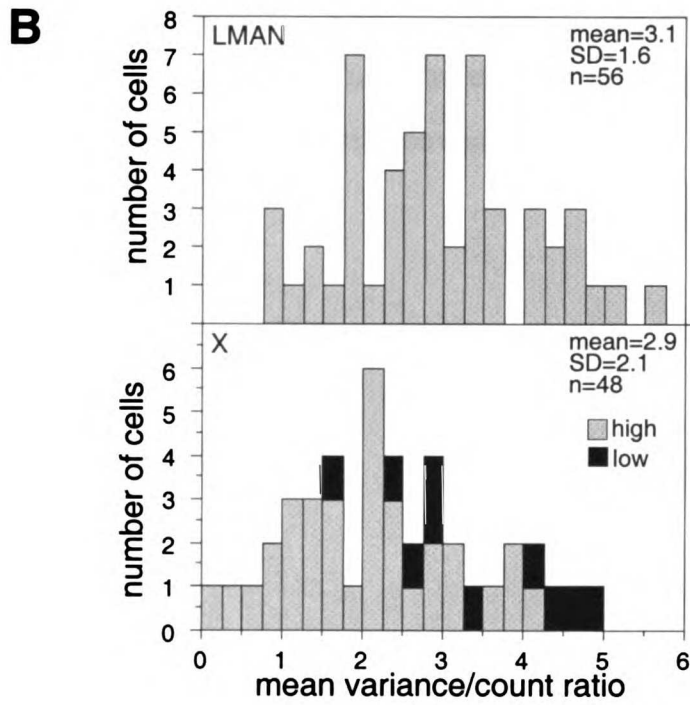 B
LMAN
mean=3.1
SD=1.6
n=56
number of cells
8
7
6
5
4
3
2
1
X
mean=2.9
SD=2.1
n=48
high
low
number of cells
6
5
4
3
2
1
0
0 1 2 3 4 5 6
mean variance/count ratio